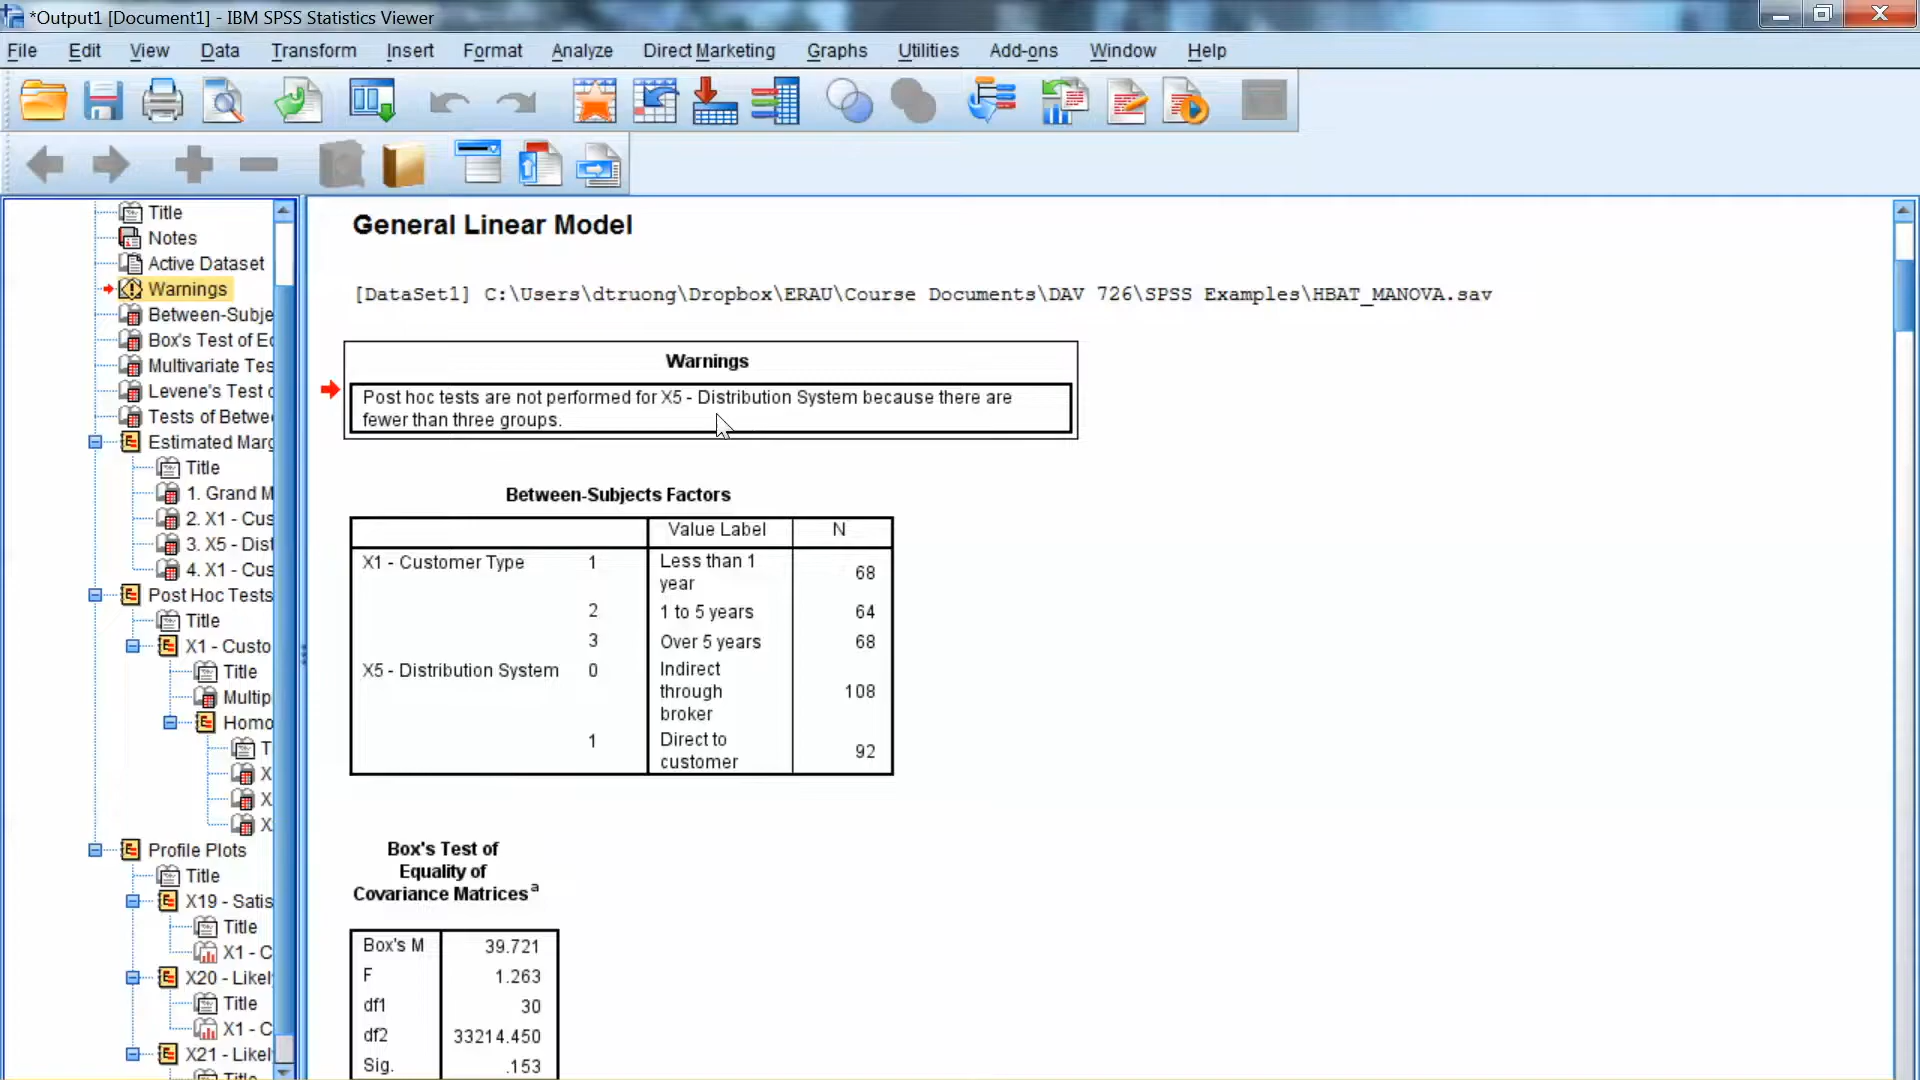 *Output1 [Document1] - IBM SPSS Statistics Viewer
File Edit View Data Transform Insert Format Analyze Direct Marketing Graphs Utilities Add-ons Window Help
Title
Notes
Active Dataset
Warnings
Between-Subje
Box's Test of Ec
Multivariate Tes
Levene's Test o
Tests of Betwee
Estimated Marg
Title
1. Grand M
2. X1 - Cus
3. X5 - Dist
4. X1 - Cus
Post Hoc Tests
Title
X1 - Custo
Title
Multip
Homo
T
X
X
X
Profile Plots
Title
X19 - Satis
Title
X1 - C
X20 - Likel
Title
X1 - C
X21 - Likel
Title
General Linear Model
[DataSet1] C:\Users\dtruong\Dropbox\ERAU\Course Documents\DAV 726\SPSS Examples\HBAT_MANOVA.sav
Warnings
Post hoc tests are not performed for X5 - Distribution System because there are
fewer than three groups.
Between-Subjects Factors
Value Label N
X1 - Customer Type 1 Less than 1 year 68
2 1 to 5 years 64
3 Over 5 years 68
X5 - Distribution System 0 Indirect through broker 108
1 Direct to customer 92
Box's Test of
Equality of
Covariance Matrices a
Box's M 39.721
F 1.263
df1 30
df2 33214.450
Sig. .153